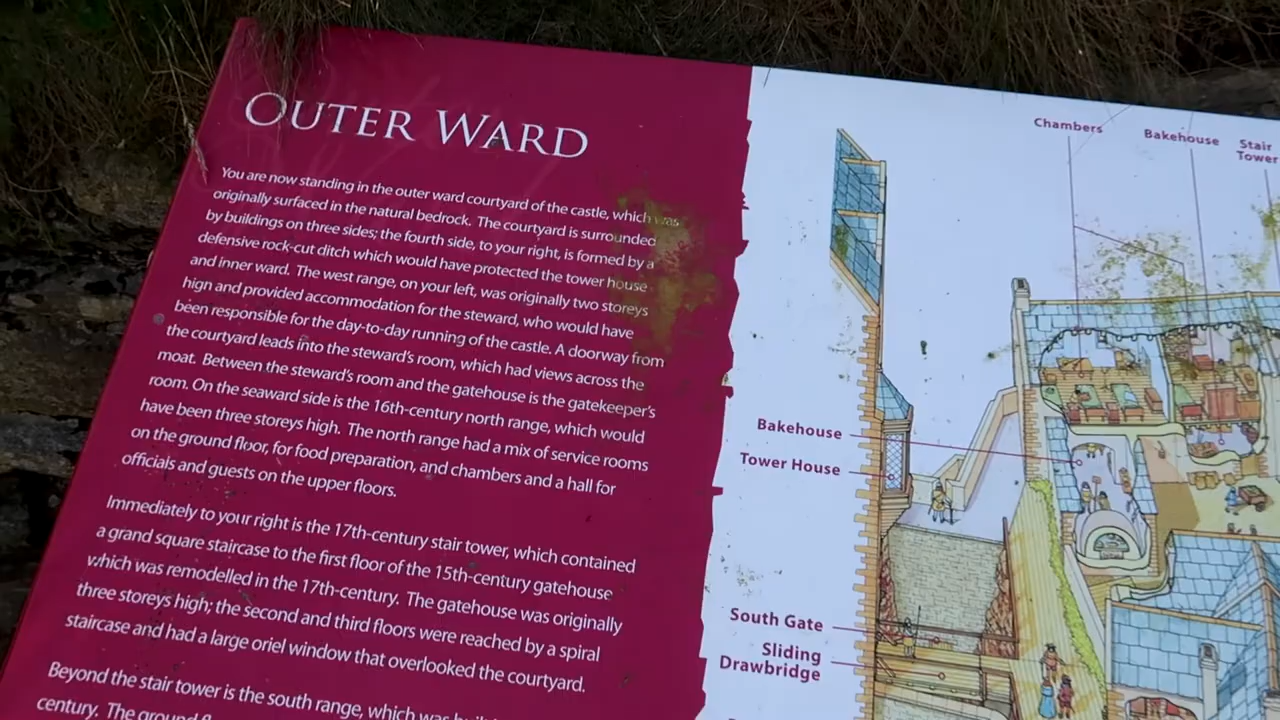 OUTER WARD
You are now standing in the outer ward courtyard of the castle, which was
originally surfaced in the natural bedrock. The courtyard is surrounded
by buildings on three sides; the fourth side, to your right, is formed by a
defensive rock-cut ditch which would have protected the tower house
and inner ward. The west range, on your left, was originally two storeys
hign and provided accommodation for the steward, who would have
been responsible for the day-to-day running of the castle. A doorway from
the courtyard leads into the steward's room, which had views across the
moat. Between the steward's room and the gatehouse is the gatekeeper's
room. On the seaward side is the 16th-century north range, which would
have been three storeys high. The north range had a mix of service rooms
on the ground floor, for food preparation, and chambers and a hall for
officials and guests on the upper floors.
Immediately to your right is the 17th-century stair tower, which contained
a grand square staircase to the first floor of the 15th-century gatehouse
which was remodelled in the 17th-century. The gatehouse was originally
three storeys high; the second and third floors were reached by a spiral
staircase and had a large oriel window that overlooked the courtyard.
Beyond the stair tower is the south range, which was
century. The ground
Chambers
Bakehouse
Stair
Tower
Bakehouse
Tower House
South Gate
Sliding
Drawbridge